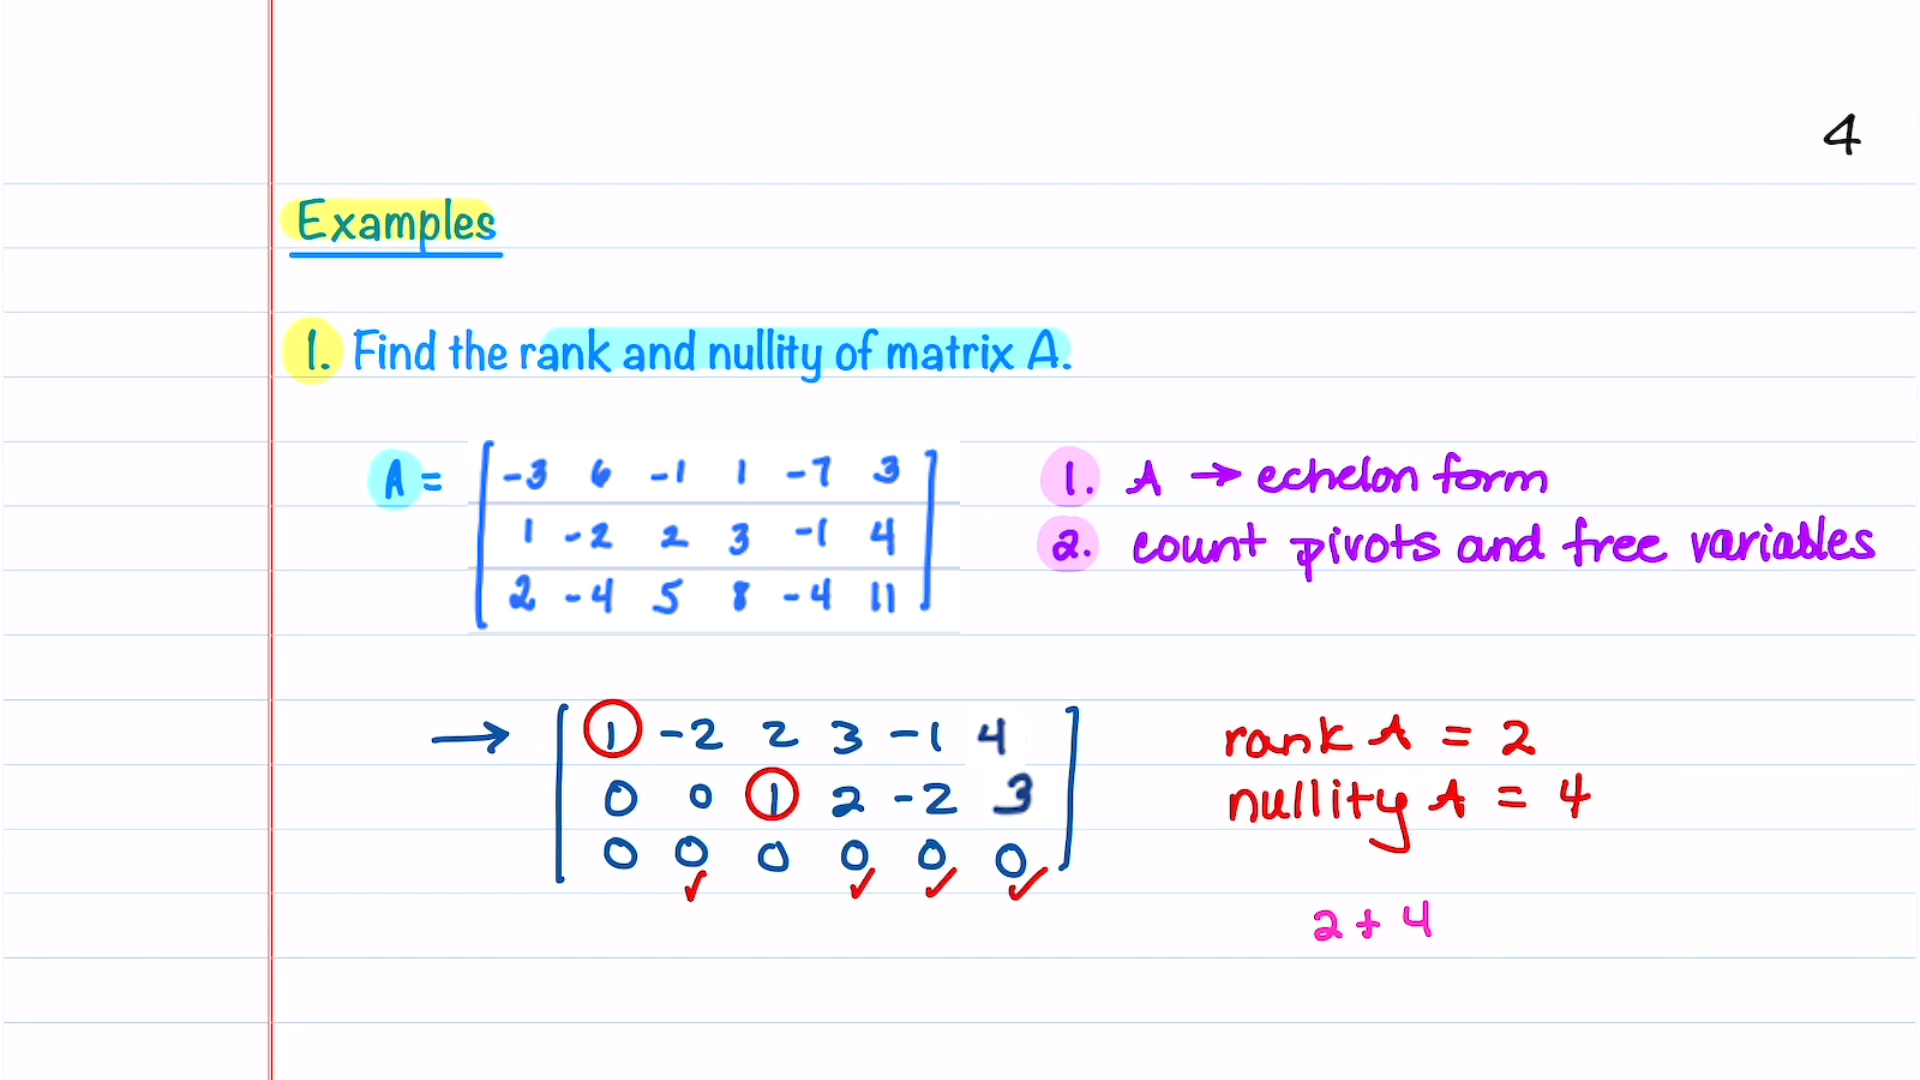 4
Examples
1. Find the rank and nullity of matrix A.
A = [ -3 6 -1 1 -7 3
1 -2 2 3 -1 4
2 -4 5 8 -4 11 ]
1. A → echelon form
2. count pivots and free variables
→ [ 1 -2 2 3 -1 4
0 0 1 2 -2 3
0 0 0 0 0 0 ]
✓ ✓ ✓ ✓
rank A = 2
nullity A = 4
2 + 4